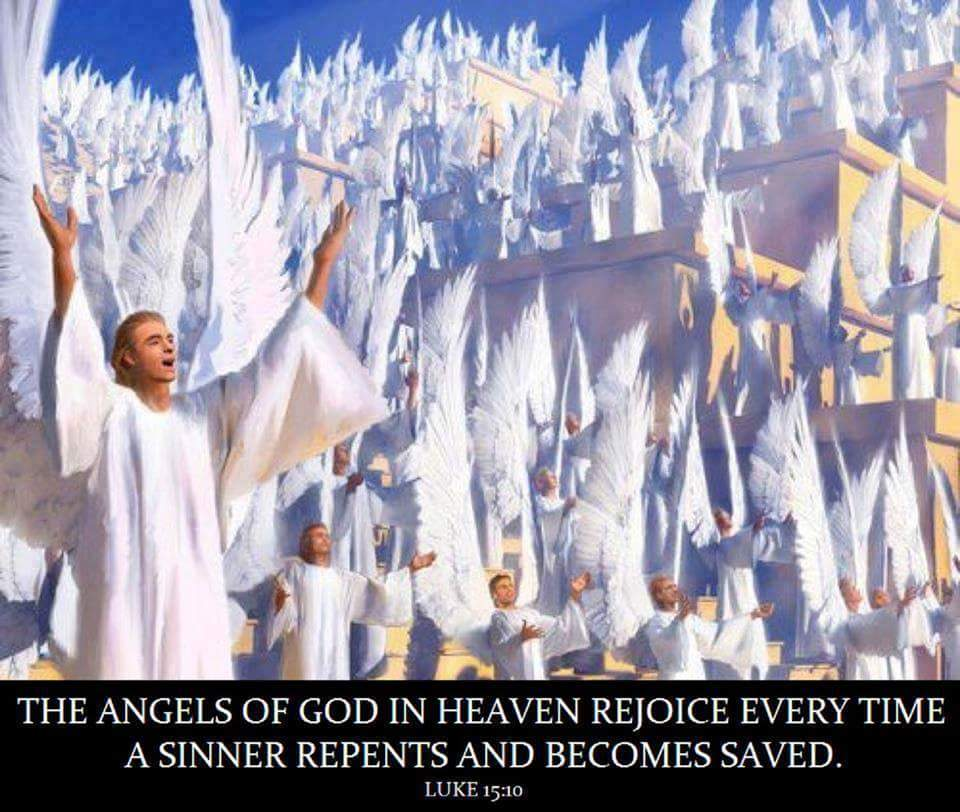 THE ANGELS OF GOD IN HEAVEN REJOICE EVERY TIME
A SINNER REPENTS AND BECOMES SAVED.
LUKE 15:10